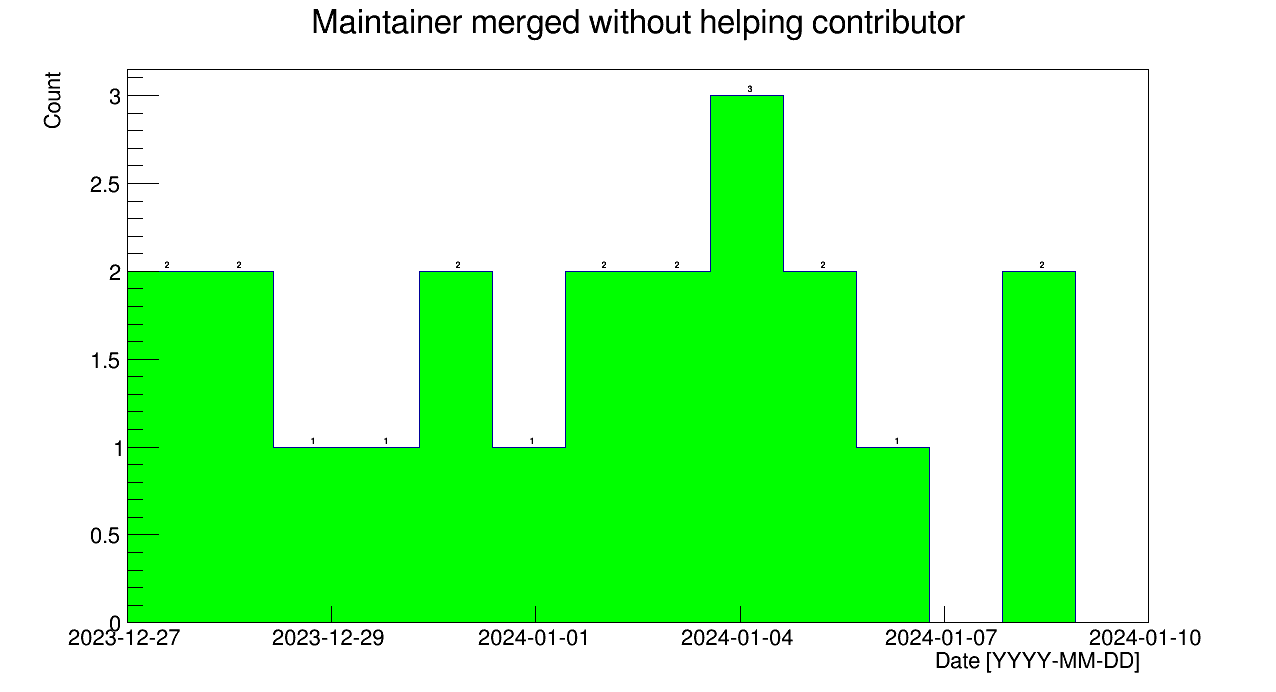 Maintainer merged without helping contributor
Count
3
2.5
2
1.5
1
0.5
0
2 2 1 1 2 1 2 2 3 2 1 2
2023-12-27 2023-12-29 2024-01-01 2024-01-04 2024-01-07 2024-01-10
Date [YYYY-MM-DD]